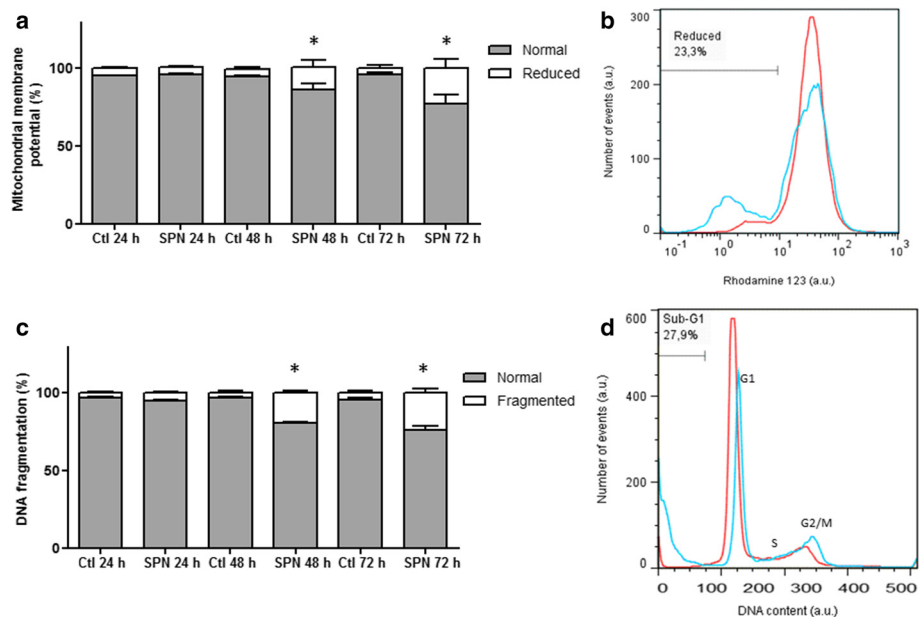 a
Mitochondrial membrane
potential (%)
100
50
0
* *
Ctl 24 h SPN 24 h Ctl 48 h SPN 48 h Ctl 72 h SPN 72 h
Normal
Reduced
b
Number of events (a.u.)
300
200
100
0
Reduced
23,3%
10-1 100 101 102 103
Rhodamine 123 (a.u.)
c
DNA fragmentation (%)
100
50
0
* *
Ctl 24 h SPN 24 h Ctl 48 h SPN 48 h Ctl 72 h SPN 72 h
Normal
Fragmented
d
Number of events (a.u.)
600
400
200
0
Sub-G1
27,9%
G1
S
G2/M
0 100 200 300 400 500
DNA content (a.u.)